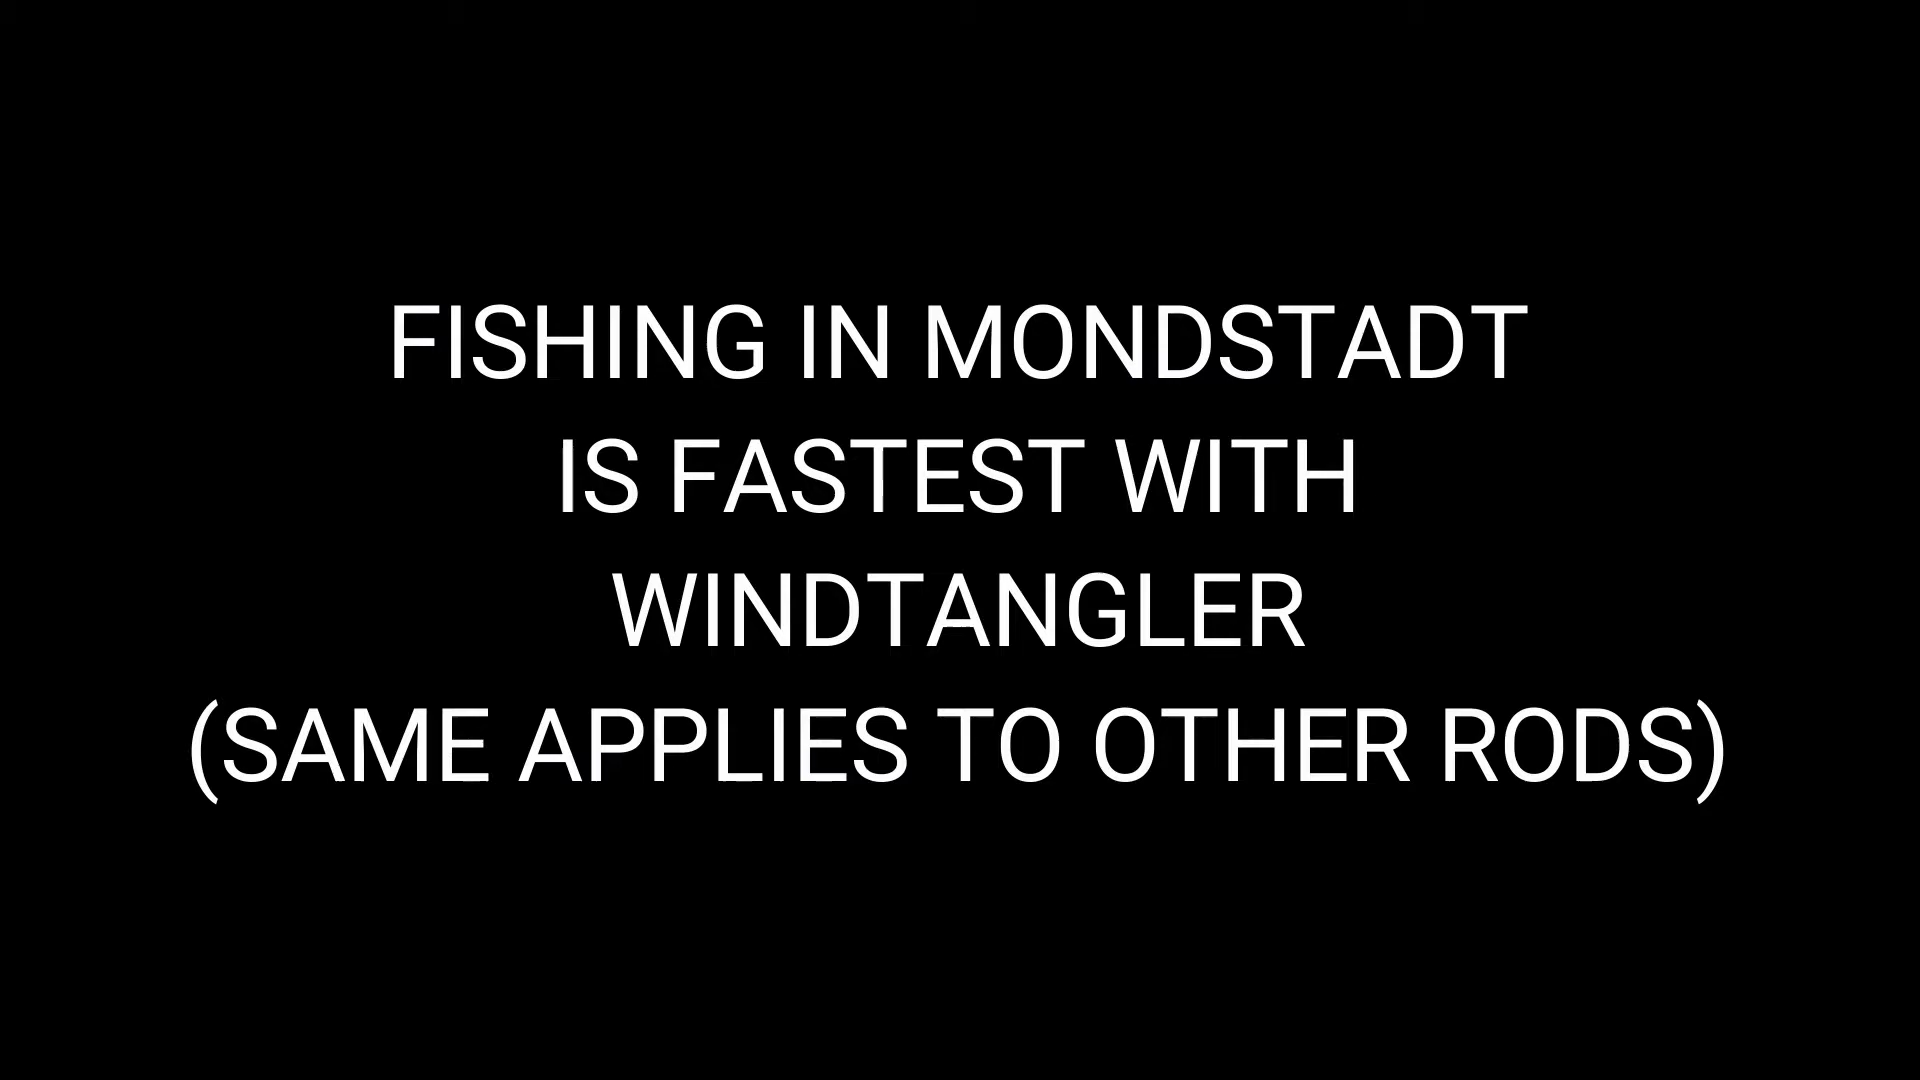 FISHING IN MONDSTADT
IS FASTEST WITH
WINDTANGLER
(SAME APPLIES TO OTHER RODS)